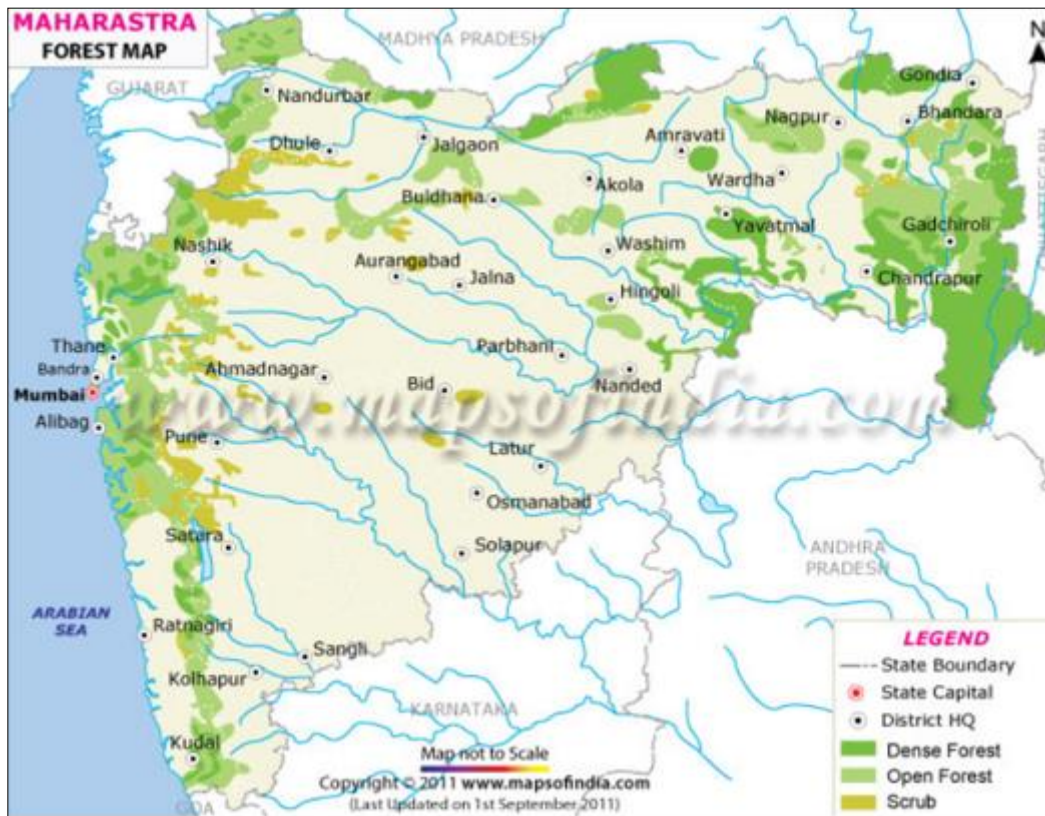 MAHARASTRA
FOREST MAP
MADHYA PRADESH
N
GUJARAT
Gondia
Nandurbar
Bhandara
Nagpur
Amravati
Dhule
Jalgaon
Akola
Wardha
Buldhana
Yavatmal
Gadchiroli
CHHATTISGARH
Nashik
Washim
Aurangabad
Jalna
Chandrapur
Hingoli
Thane
Parbhani
Bandra
Ahmadnagar
Bid
Nanded
Mumbai
www.mapsofindia.com
Alibag
Pune
Latur
Osmanabad
Satara
Solapur
ANDHRA
PRADESH
ARABIAN
SEA
Ratnagiri
Sangli
Kolhapur
KARNATAKA
Kudal
GOA
LEGEND
State Boundary
State Capital
District HQ
Dense Forest
Open Forest
Scrub
Map not to Scale
Copyright © 2011 www.mapsofindia.com
(Last Updated on 1st September 2011)